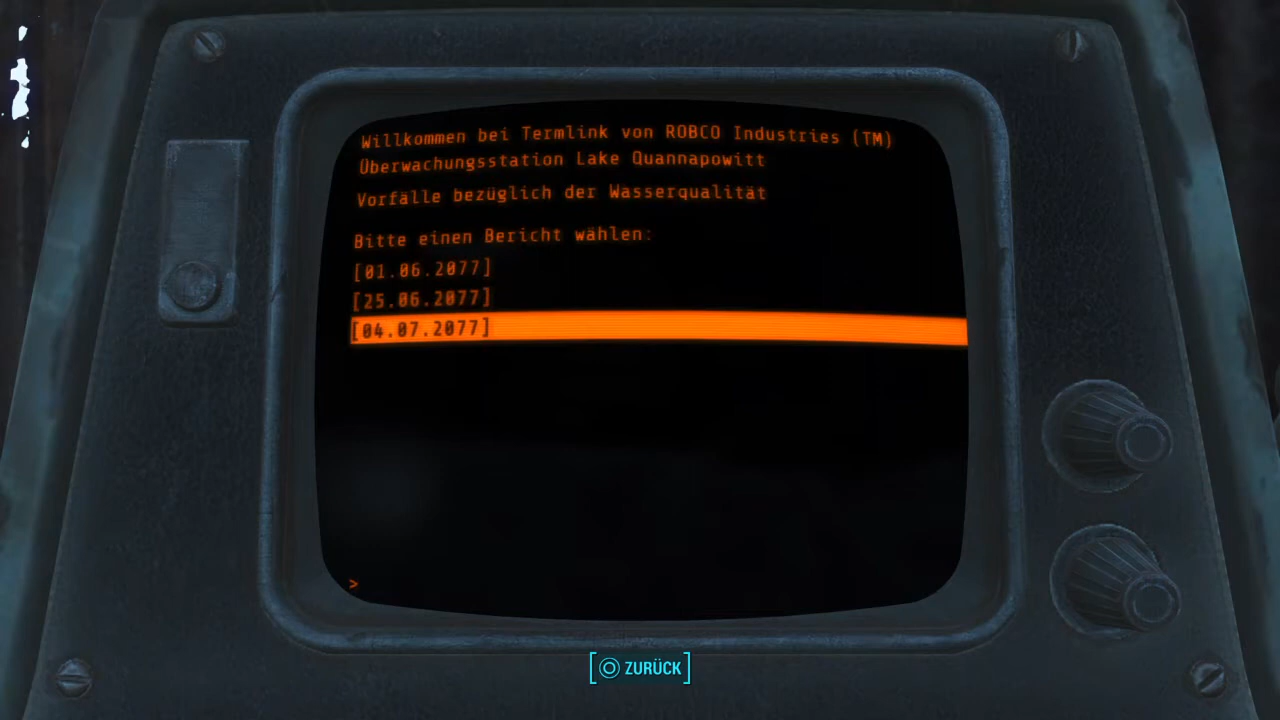 Willkommen bei Termlink von ROBCO Industries (TM)
Überwachungsstation Lake Quannapowitt
Vorfälle bezüglich der Wasserqualität
Bitte einen Bericht wählen:
[01.06.2077]
[25.06.2077]
[04.07.2077]
>
[ ZURÜCK]